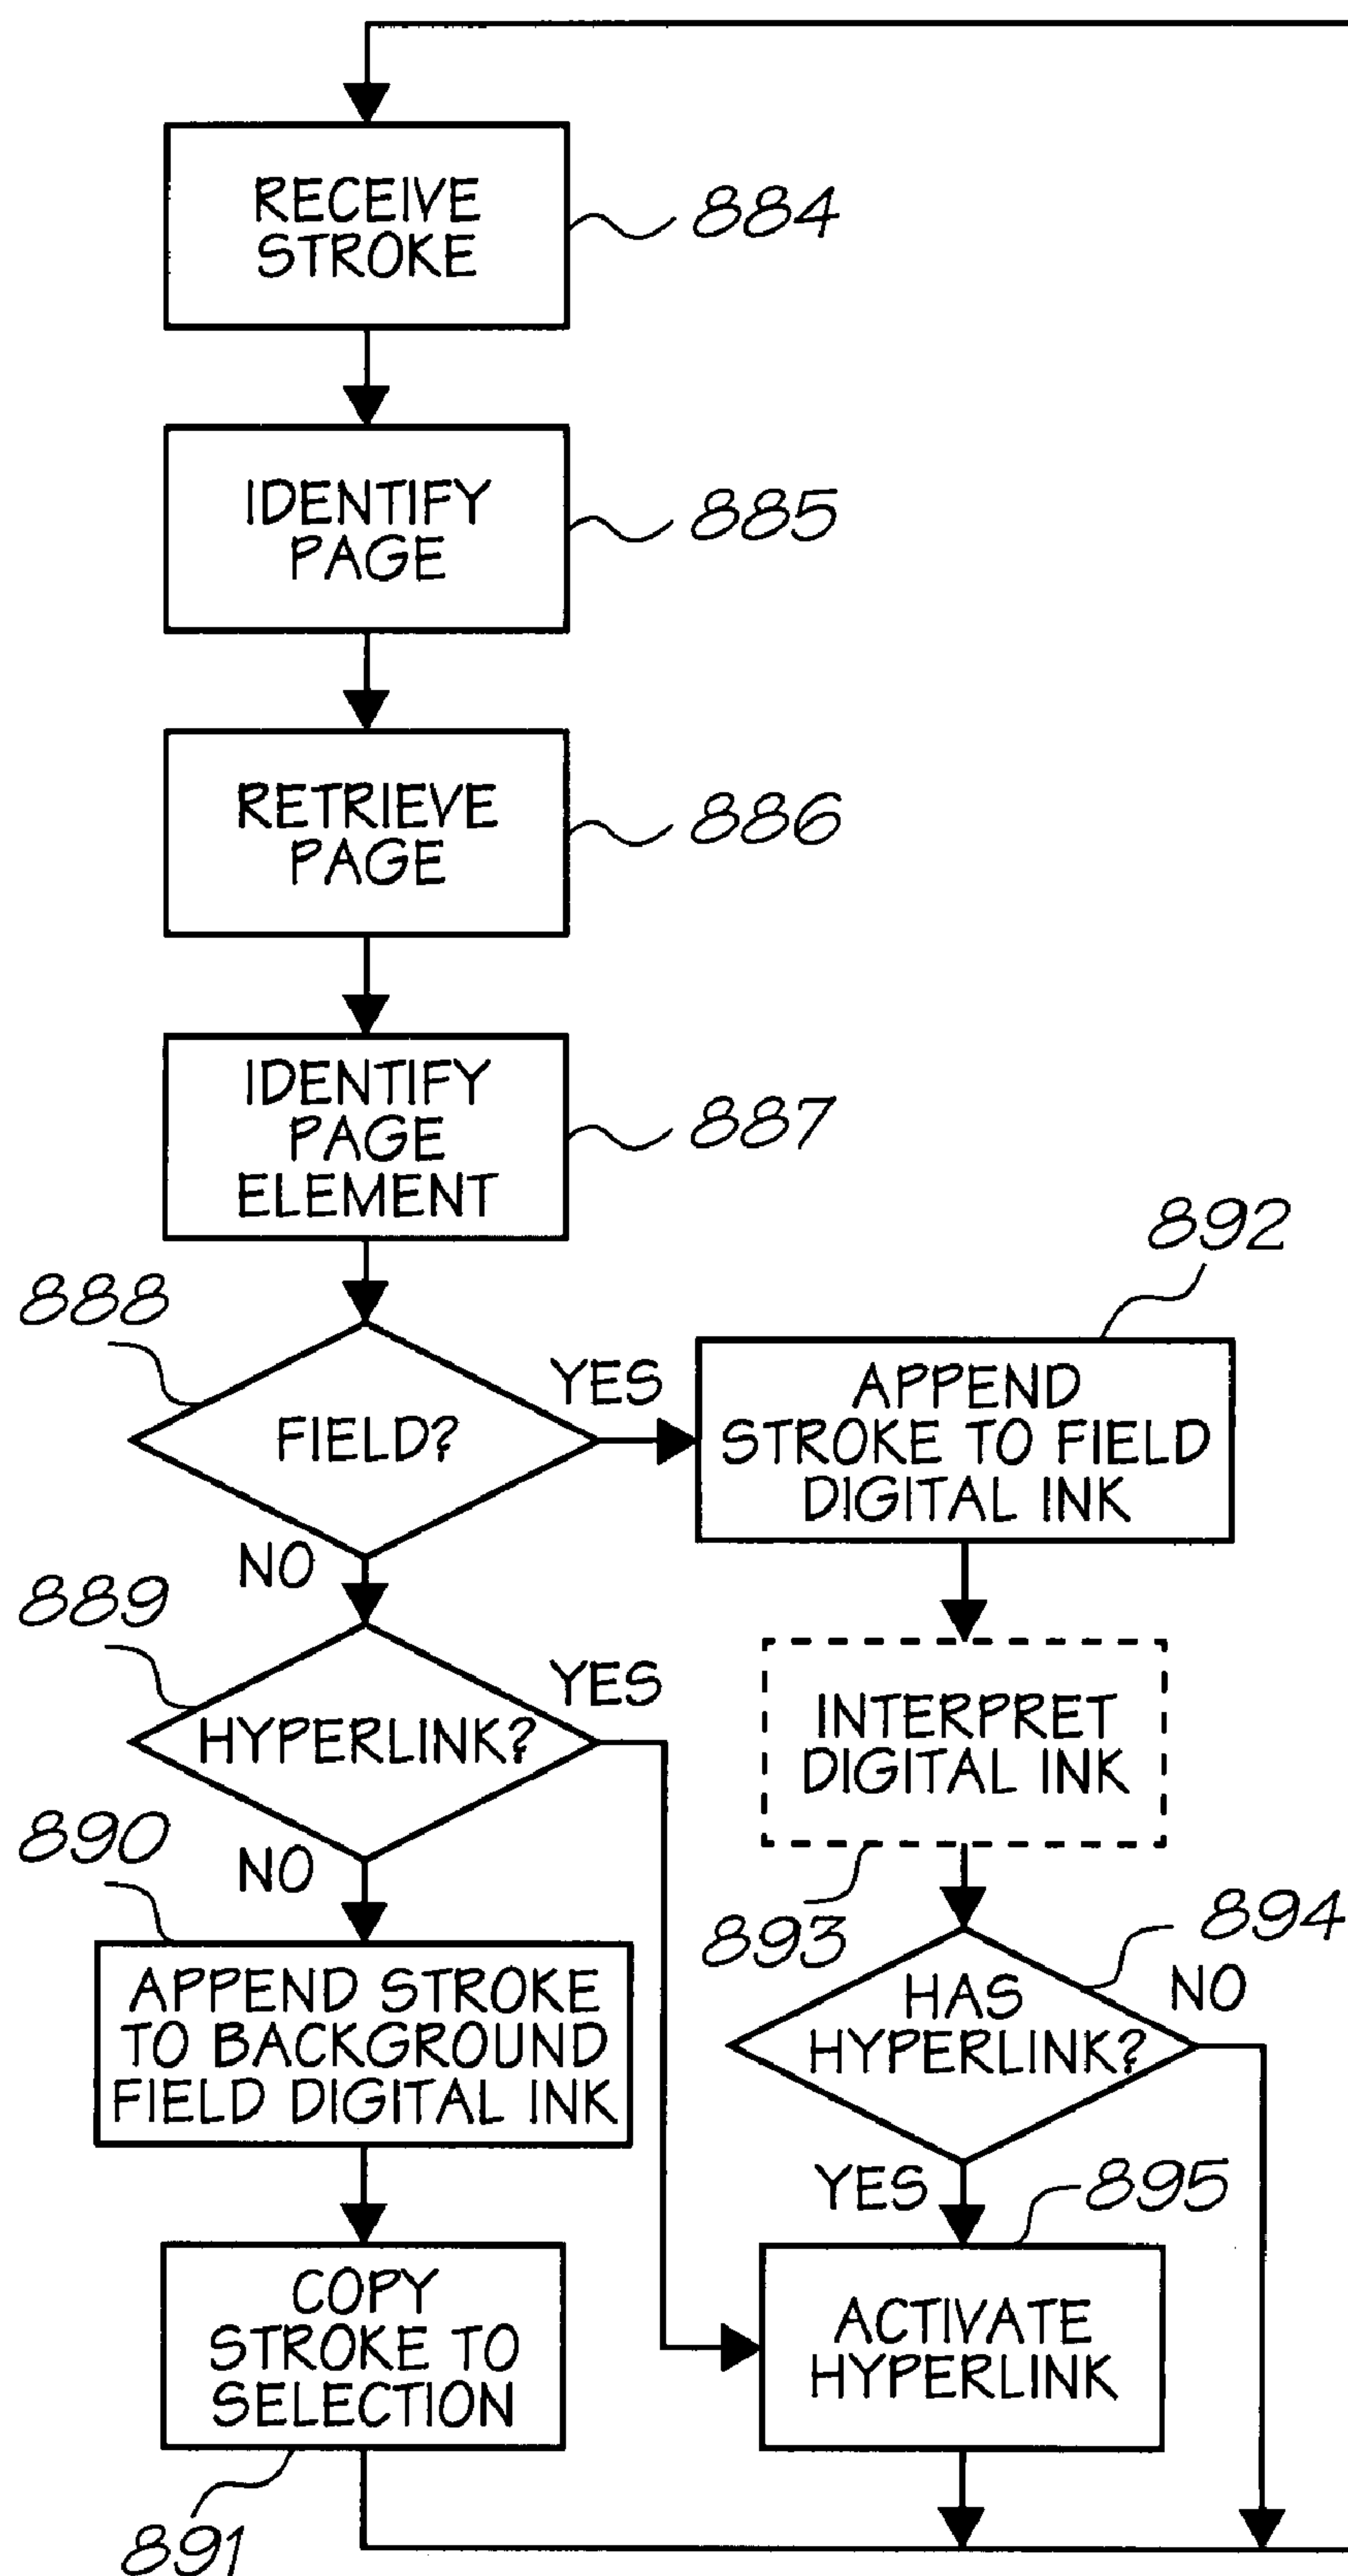 RECEIVE
STROKE
884
IDENTIFY
PAGE
885
RETRIEVE
PAGE
886
IDENTIFY
PAGE
ELEMENT
887
888
FIELD?
YES
NO
892
APPEND
STROKE TO FIELD
DIGITAL INK
889
HYPERLINK?
YES
NO
INTERPRET
DIGITAL INK
893
890
APPEND STROKE
TO BACKGROUND
FIELD DIGITAL INK
894
HAS
HYPERLINK?
NO
YES
895
COPY
STROKE TO
SELECTION
891
ACTIVATE
HYPERLINK